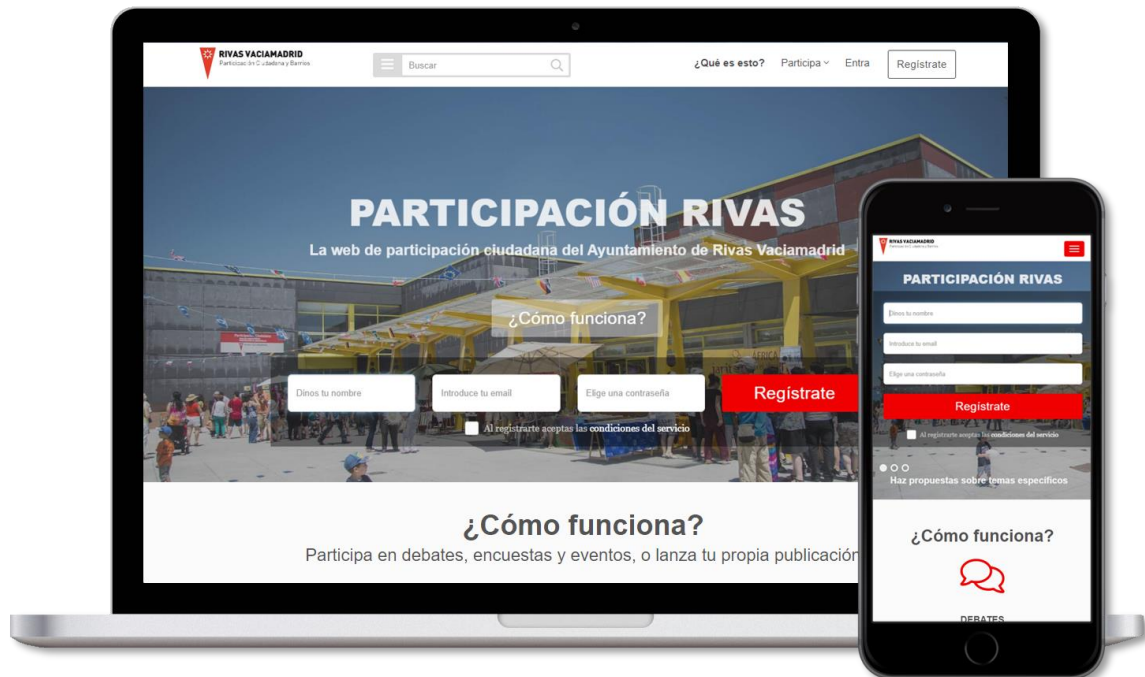 RIVAS VACIAMADRID
Participación Ciudadana y Barrios
Buscar
¿Qué es esto?
Participa
Entra
Regístrate
PARTICIPACIÓN RIVAS
La web de participación ciudadana del Ayuntamiento de Rivas Vaciamadrid
¿Cómo funciona?
AFRICA
Dinos tu nombre
Introduce tu email
Elige una contraseña
Regístrate
Al registrarte aceptas las condiciones del servicio
¿Cómo funciona?
Participa en debates, encuestas y eventos, o lanza tu propia publicación
RIVAS VACIAMADRID
PARTICIPACIÓN RIVAS
Dinos tu nombre
Introduce tu email
Elige una contraseña
Regístrate
Al registrarte aceptas las condiciones del servicio
Haz propuestas sobre temas específicos
¿Cómo funciona?
DEBATES